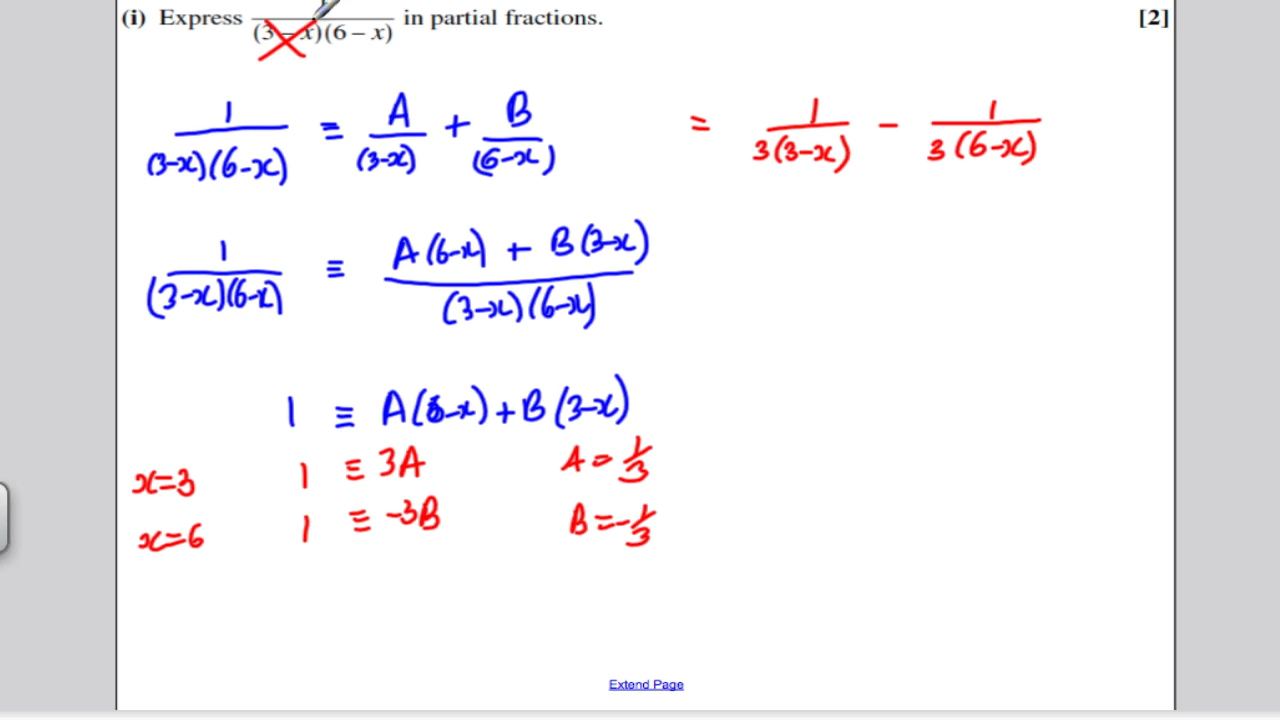 (i) Express 1/((3 – x)(6 – x)) in partial fractions. [2]
1/((3-x)(6-x)) ≡ A/(3-x) + B/(6-x) = 1/(3(3-x)) - 1/(3(6-x))
1/((3-x)(6-x)) ≡ (A(6-x) + B(3-x))/((3-x)(6-x))
1 ≡ A(6-x) + B(3-x)
x=3 1 ≡ 3A A = 1/3
x=6 1 ≡ -3B B = -1/3
Extend Page